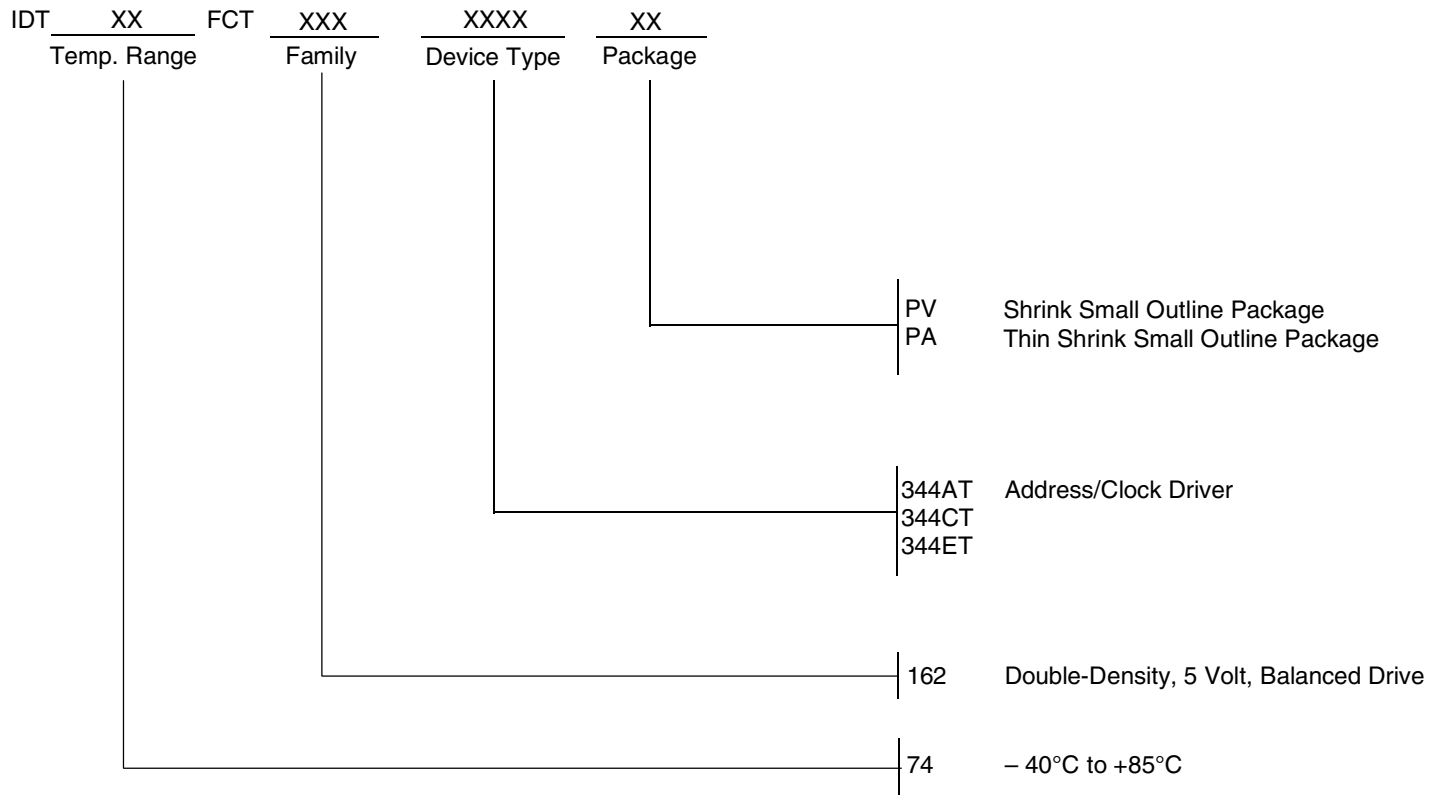 IDT XX FCT XXX XXXX XX
Temp. Range Family Device Type Package
PV Shrink Small Outline Package
PA Thin Shrink Small Outline Package
344AT Address/Clock Driver
344CT
344ET
162 Double-Density, 5 Volt, Balanced Drive
74 – 40°C to +85°C